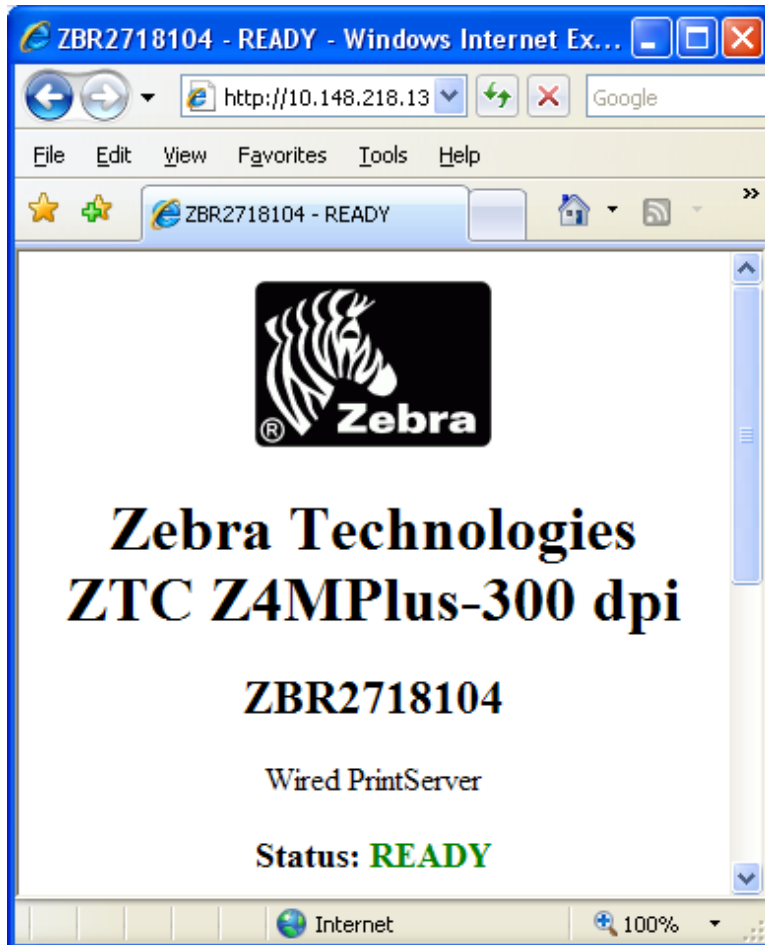 ZBR2718104 - READY - Windows Internet Ex...
http://10.148.218.13
Google
File Edit View Favorites Tools Help
ZBR2718104 - READY
»
® Zebra
Zebra Technologies
ZTC Z4MPlus-300 dpi
ZBR2718104
Wired PrintServer
Status: READY
Internet 100%